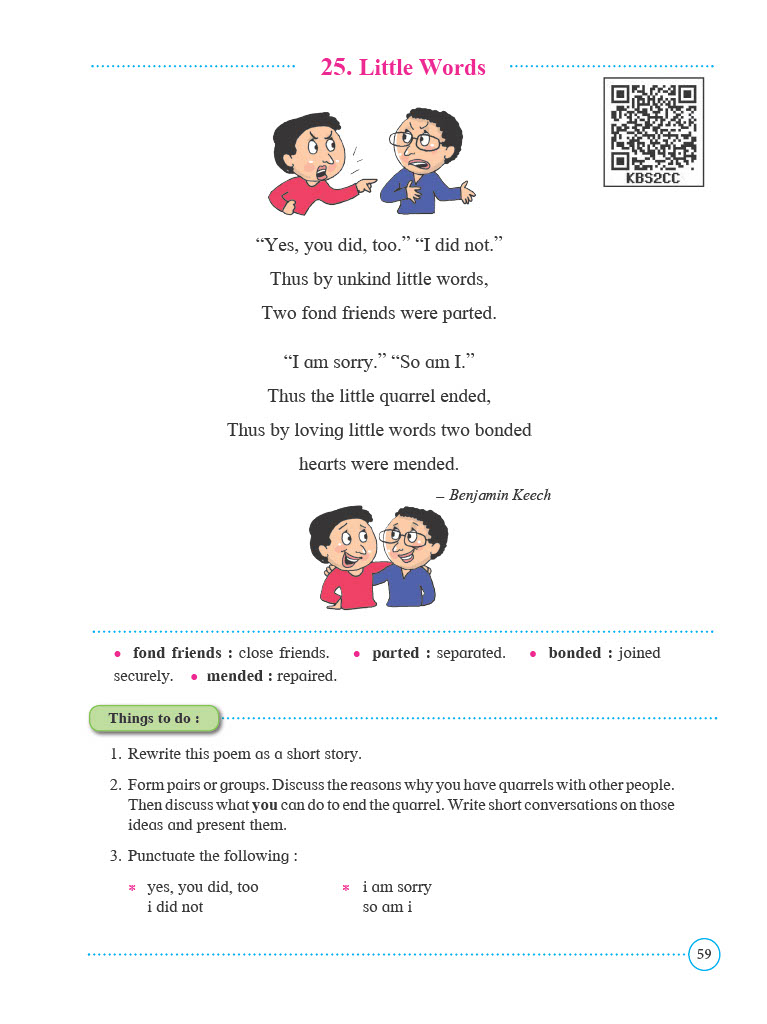 25. Little Words
KBS2CC
“Yes, you did, too.” “I did not.”
Thus by unkind little words,
Two fond friends were parted.
“I am sorry.” “So am I.”
Thus the little quarrel ended,
Thus by loving little words two bonded
hearts were mended.
– Benjamin Keech
• fond friends : close friends. • parted : separated. • bonded : joined
securely. • mended : repaired.
Things to do :
1. Rewrite this poem as a short story.
2. Form pairs or groups. Discuss the reasons why you have quarrels with other people.
Then discuss what you can do to end the quarrel. Write short conversations on those
ideas and present them.
3. Punctuate the following :
* yes, you did, too
i did not
* i am sorry
so am i
59